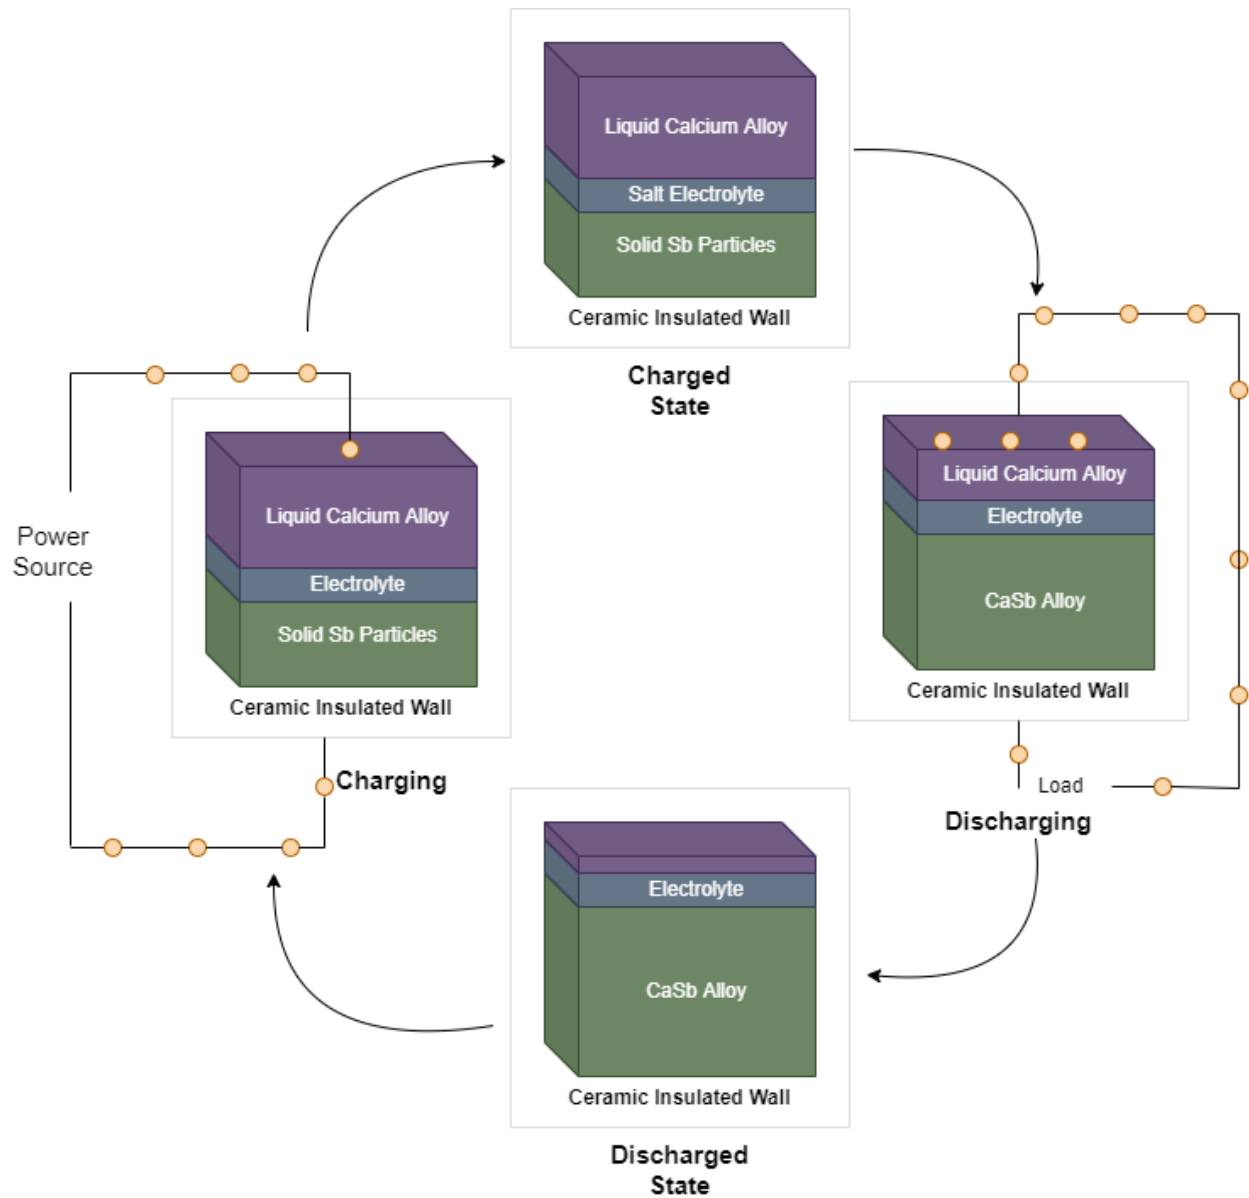 Liquid Calcium Alloy
Salt Electrolyte
Solid Sb Particles
Ceramic Insulated Wall
Charged
State
Power
Source
Liquid Calcium Alloy
Electrolyte
Solid Sb Particles
Ceramic Insulated Wall
Charging
Liquid Calcium Alloy
Electrolyte
CaSb Alloy
Ceramic Insulated Wall
Load
Discharging
Electrolyte
CaSb Alloy
Ceramic Insulated Wall
Discharged
State